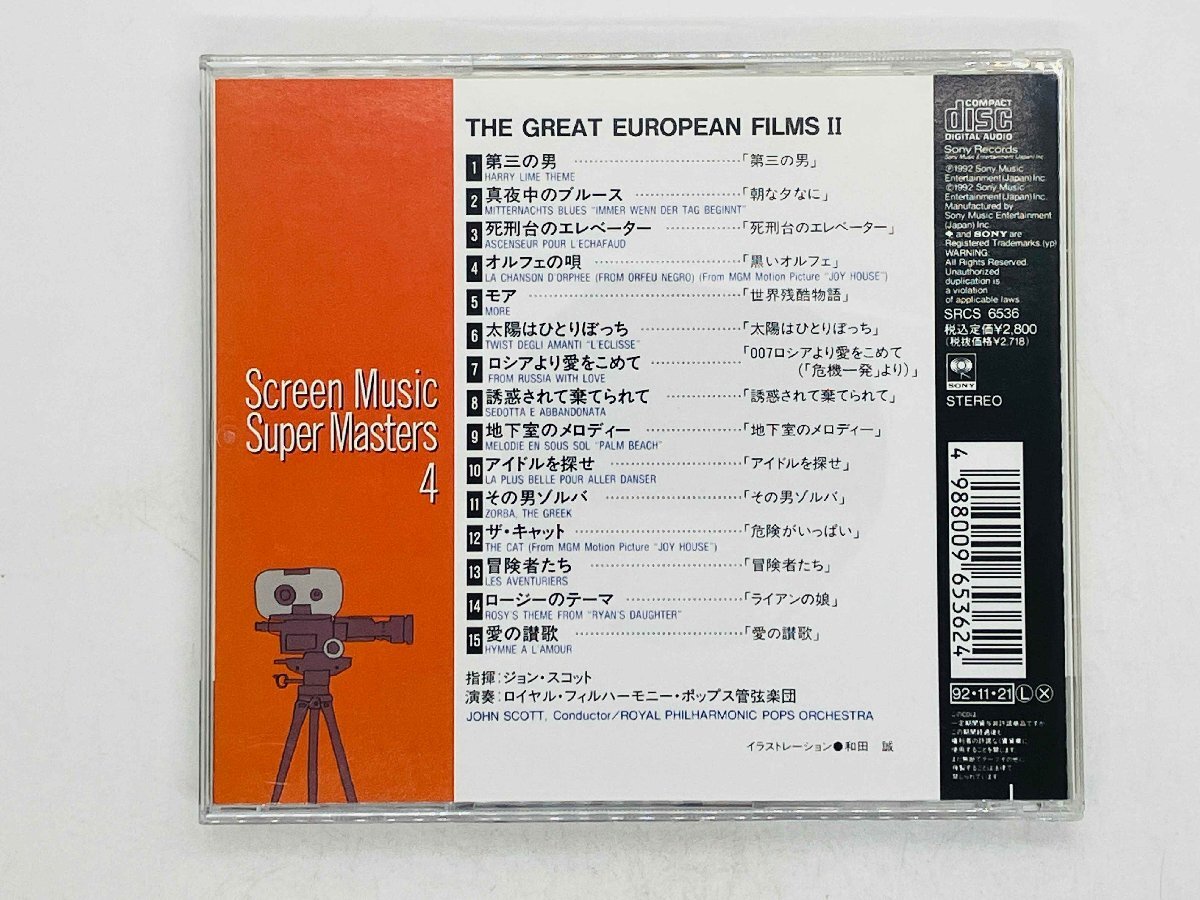 Screen Music
Super Masters
4
THE GREAT EUROPEAN FILMS II
1 第三の男 「第三の男」
HARRY LIME THEME
2 真夜中のブルース 「朝な夕なに」
MITTERNACHTS BLUES "IMMER WENN DER TAG BEGINNT"
3 死刑台のエレベーター 「死刑台のエレベーター」
ASCENSEUR POUR L'ECHAFAUD
4 オルフェの唄 「黒いオルフェ」
LA CHANSON D'ORPHEE (FROM ORFEU NEGRO) (From MGM Motion Picture "JOY HOUSE")
5 モア 「世界残酷物語」
MORE
6 太陽はひとりぼっち 「太陽はひとりぼっち」
TWIST DEGLI AMANTI "L'ECLISSE"
7 ロシアより愛をこめて 「007ロシアより愛をこめて
(「危機一発」より)」
FROM RUSSIA WITH LOVE
8 誘惑されて棄てられて 「誘惑されて棄てられて」
SEDOTTA E ABBANDONATA
9 地下室のメロディー 「地下室のメロディー」
MELODIE EN SOUS SOL "PALM BEACH"
10 アイドルを探せ 「アイドルを探せ」
LA PLUS BELLE POUR ALLER DANSER
11 その男ゾルバ 「その男ゾルバ」
ZORBA, THE GREEK
12 ザ・キャット 「危険がいっぱい」
THE CAT (From MGM Motion Picture "JOY HOUSE")
13 冒険者たち 「冒険者たち」
LES AVENTURIERS
14 ロージーのテーマ 「ライアンの娘」
ROSY'S THEME FROM "RYAN'S DAUGHTER"
15 愛の讃歌 「愛の讃歌」
HYMNE A L'AMOUR
指揮:ジョン・スコット
演奏:ロイヤル・フィルハーモニー・ポップス管弦楽団
JOHN SCOTT, Conductor/ROYAL PHILHARMONIC POPS ORCHESTRA
イラストレーション●和田 誠
COMPACT
disc
DIGITAL AUDIO
Sony Records
Sony Music Entertainment (Japan) Inc.
℗1992 Sony Music
Entertainment(Japan)Inc.
©1992 Sony Music
Entertainment(Japan)Inc.
Manufactured by
Sony Music Entertainment
(Japan)Inc.
and SONY are
Registered Trademarks.(yp)
WARNING:
All Rights Reserved.
Unauthorized
duplication is
a violation
of applicable laws
SRCS 6536
税込定価¥2,800
(税抜価格¥2,718)
SONY
STEREO
4 988009 653624
92・11・21 Ⓛ Ⓧ